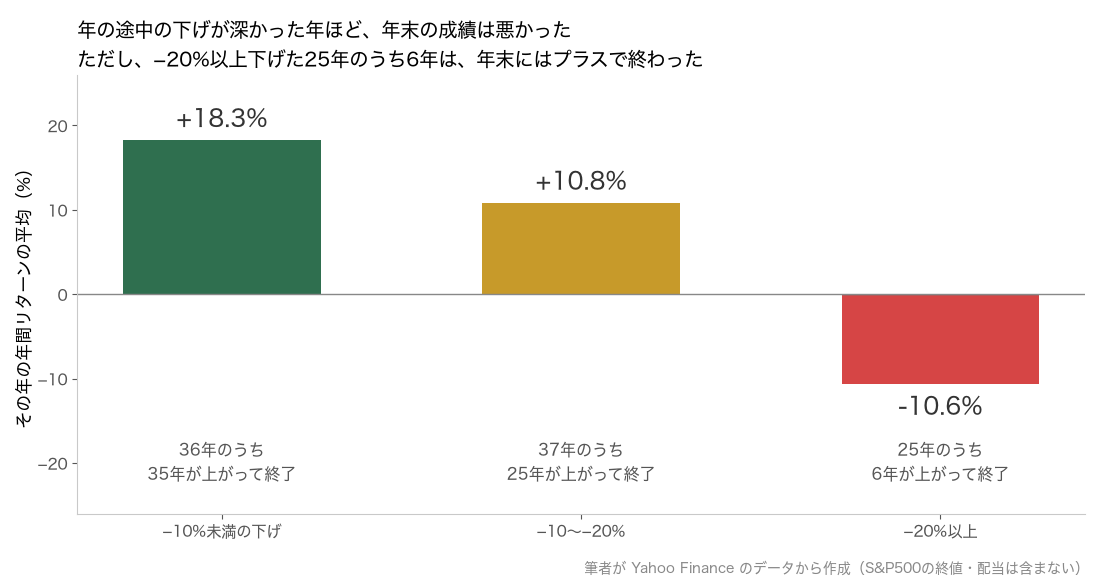 年の途中の下げが深かった年ほど、年末の成績は悪かった
ただし、−20%以上下げた25年のうち6年は、年末にはプラスで終わった
その年の年間リターンの平均（%）
20
10
0
−10
−20
+18.3%
+10.8%
-10.6%
36年のうち
35年が上がって終了
37年のうち
25年が上がって終了
25年のうち
6年が上がって終了
−10%未満の下げ
−10〜−20%
−20%以上
筆者が Yahoo Finance のデータから作成（S&P500の終値・配当は含まない）